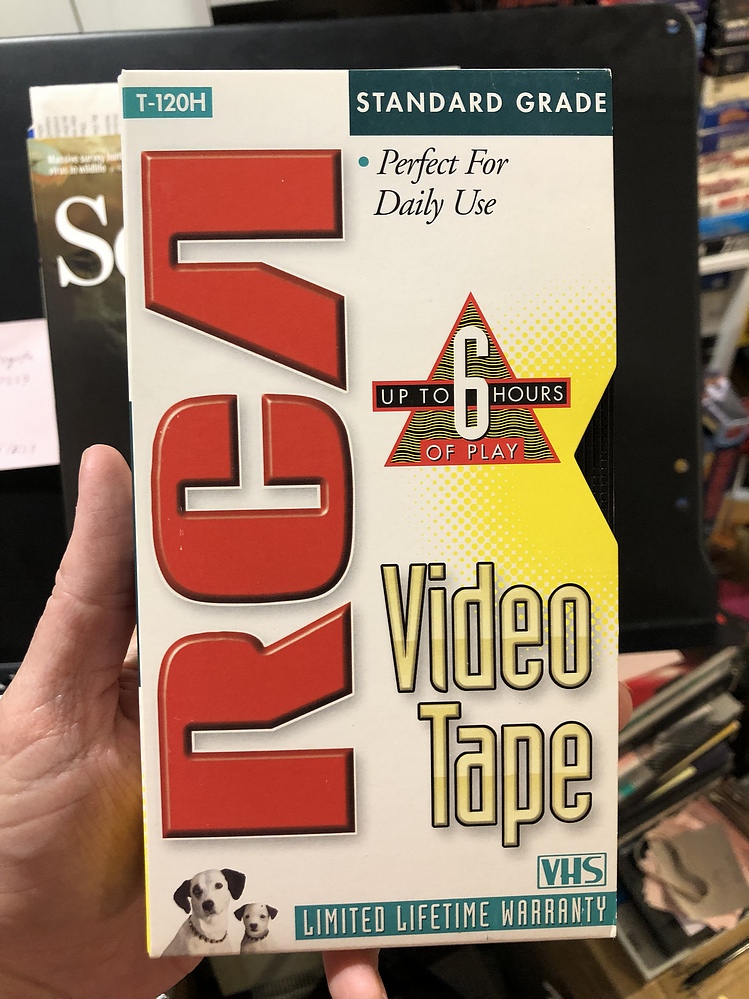 T-120H
STANDARD GRADE
• Perfect For
Daily Use
RCA
6
UP TO HOURS
OF PLAY
Video
Tape
VHS
LIMITED LIFETIME WARRANTY